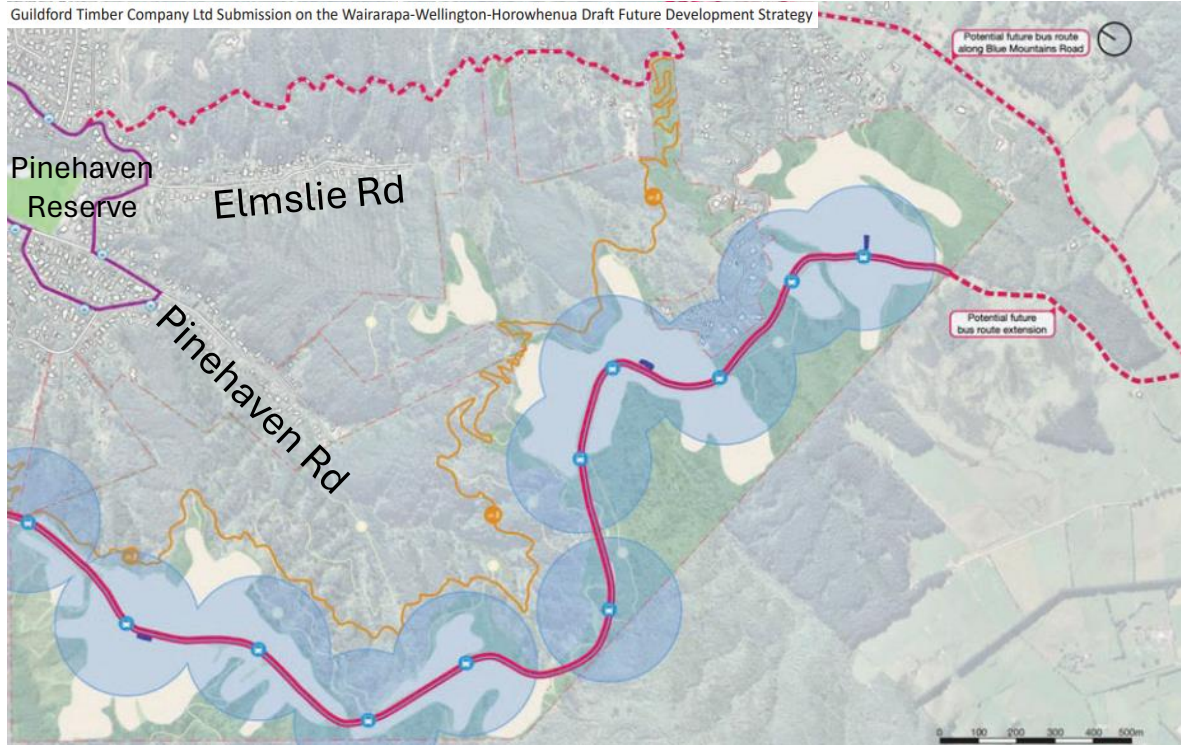 Guildford Timber Company Ltd Submission on the Wairarapa-Wellington-Horowhenua Draft Future Development Strategy
Potential future bus route
along Blue Mountains Road
Pinehaven
Reserve
Elmslie Rd
Potential future
bus route extension
Pinehaven Rd
0 100 200 300 400 500m